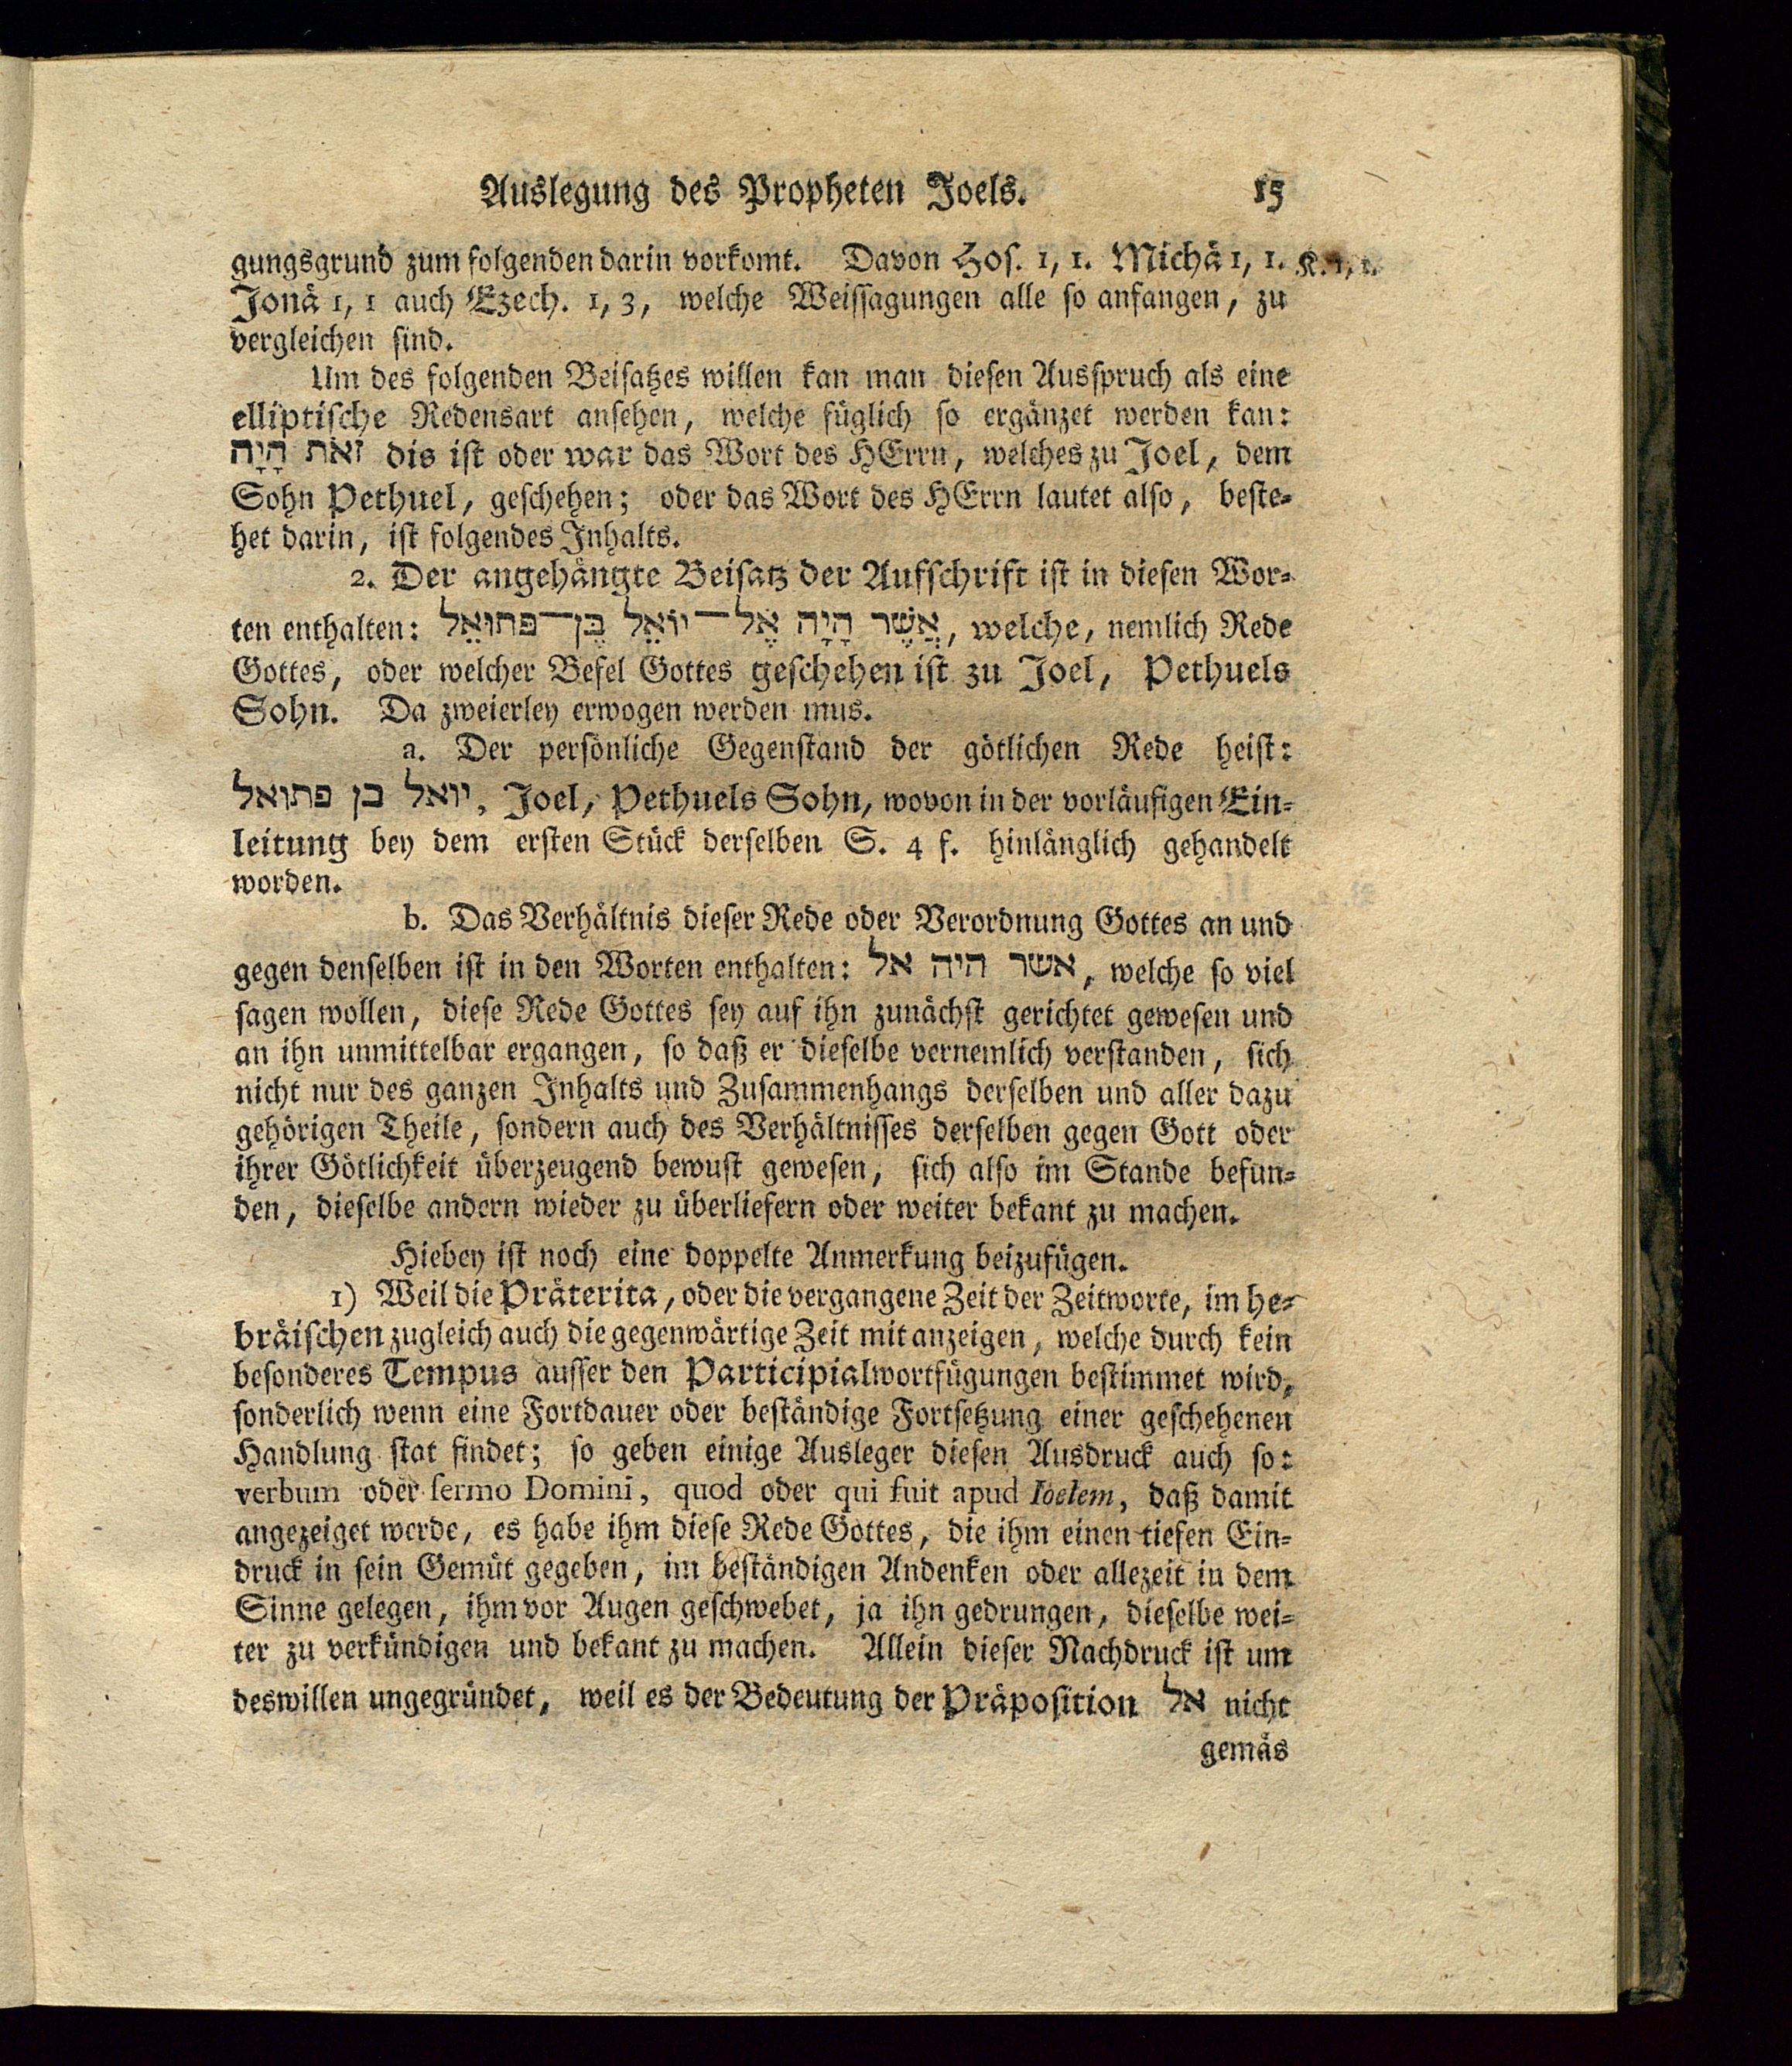 Auslegung des Propheten Joels. 15
gungsgrund zum folgenden darin vorkomt. Davon Hos. 1, 1. Michä 1, 1. K. 1, 1.
Jonä 1, 1 auch Ezech. 1, 3, welche Weissagungen alle so anfangen, zu
vergleichen sind.
Um des folgenden Beisatzes willen kan man diesen Ausspruch als eine
elliptische Redensart ansehen, welche füglich so ergänzet werden kan:
זאֹת הָיָה dis ist oder war das Wort des HErrn, welches zu Joel, dem
Sohn Pethuel, geschehen; oder das Wort des HErrn lautet also, beste-
het darin, ist folgendes Inhalts.
2. Der angehängte Beisatz der Aufschrift ist in diesen Wor-
ten enthalten: אֲשֶׁר הָיָה אֶל־יוֹאֵל בֶּן־פתואֵל, welche, nemlich Rede
Gottes, oder welcher Befel Gottes geschehen ist zu Joel, Pethuels
Sohn. Da zweierley erwogen werden mus.
a. Der persönliche Gegenstand der götlichen Rede heist:
יואל בן פתואל, Joel, Pethuels Sohn, wovon in der vorläufigen Ein-
leitung bey dem ersten Stück derselben S. 4 f. hinlänglich gehandelt
worden.
b. Das Verhältnis dieser Rede oder Verordnung Gottes an und
gegen denselben ist in den Worten enthalten: אשר היה אל, welche so viel
sagen wollen, diese Rede Gottes sey auf ihn zunächst gerichtet gewesen und
an ihn unmittelbar ergangen, so daß er dieselbe vernemlich verstanden, sich
nicht nur des ganzen Inhalts und Zusammenhangs derselben und aller dazu
gehörigen Theile, sondern auch des Verhältnisses derselben gegen Gott oder
ihrer Götlichkeit überzeugend bewust gewesen, sich also im Stande befun-
den, dieselbe andern wieder zu überliefern oder weiter bekant zu machen.
Hiebey ist noch eine doppelte Anmerkung beizufügen.
1) Weil die Präterita, oder die vergangene Zeit der Zeitworte, im he-
bräischen zugleich auch die gegenwärtige Zeit mit anzeigen, welche durch kein
besonderes Tempus ausser den Participialwortfügungen bestimmet wird,
sonderlich wenn eine Fortdauer oder beständige Fortsetzung einer geschehenen
Handlung stat findet; so geben einige Ausleger diesen Ausdruck auch so:
verbum oder sermo Domini, quod oder qui fuit apud Ioelem, daß damit
angezeiget werde, es habe ihm diese Rede Gottes, die ihm einen tiefen Ein-
druck in sein Gemüt gegeben, im beständigen Andenken oder allezeit in dem
Sinne gelegen, ihm vor Augen geschwebet, ja ihn gedrungen, dieselbe wei-
ter zu verkündigen und bekant zu machen. Allein dieser Nachdruck ist um
deswillen ungegründet, weil es der Bedeutung der Präposition אל nicht
gemäs